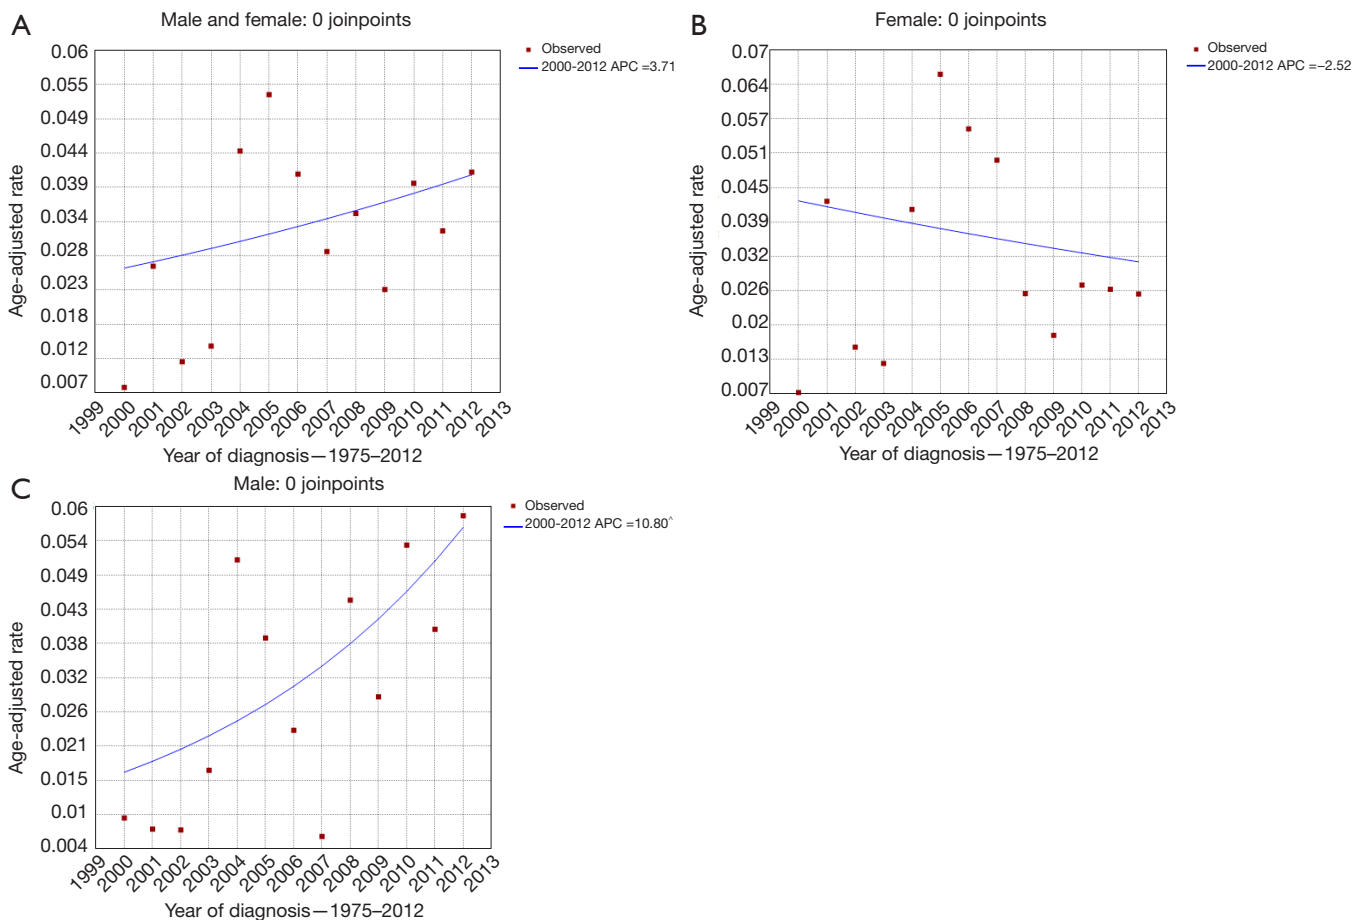 A
Male and female: 0 joinpoints
0.06
0.055
0.049
0.044
0.039
0.034
0.028
0.023
0.018
0.012
0.007
Age-adjusted rate
1999 2000 2001 2002 2003 2004 2005 2006 2007 2008 2009 2010 2011 2012 2013
Year of diagnosis—1975–2012
Observed
2000-2012 APC =3.71
B
Female: 0 joinpoints
0.07
0.064
0.057
0.051
0.045
0.039
0.032
0.026
0.02
0.013
0.007
Age-adjusted rate
1999 2000 2001 2002 2003 2004 2005 2006 2007 2008 2009 2010 2011 2012 2013
Year of diagnosis—1975–2012
Observed
2000-2012 APC =−2.52
C
Male: 0 joinpoints
0.06
0.054
0.049
0.043
0.038
0.032
0.026
0.021
0.015
0.01
0.004
Age-adjusted rate
1999 2000 2001 2002 2003 2004 2005 2006 2007 2008 2009 2010 2011 2012 2013
Year of diagnosis—1975–2012
Observed
2000-2012 APC =10.80^